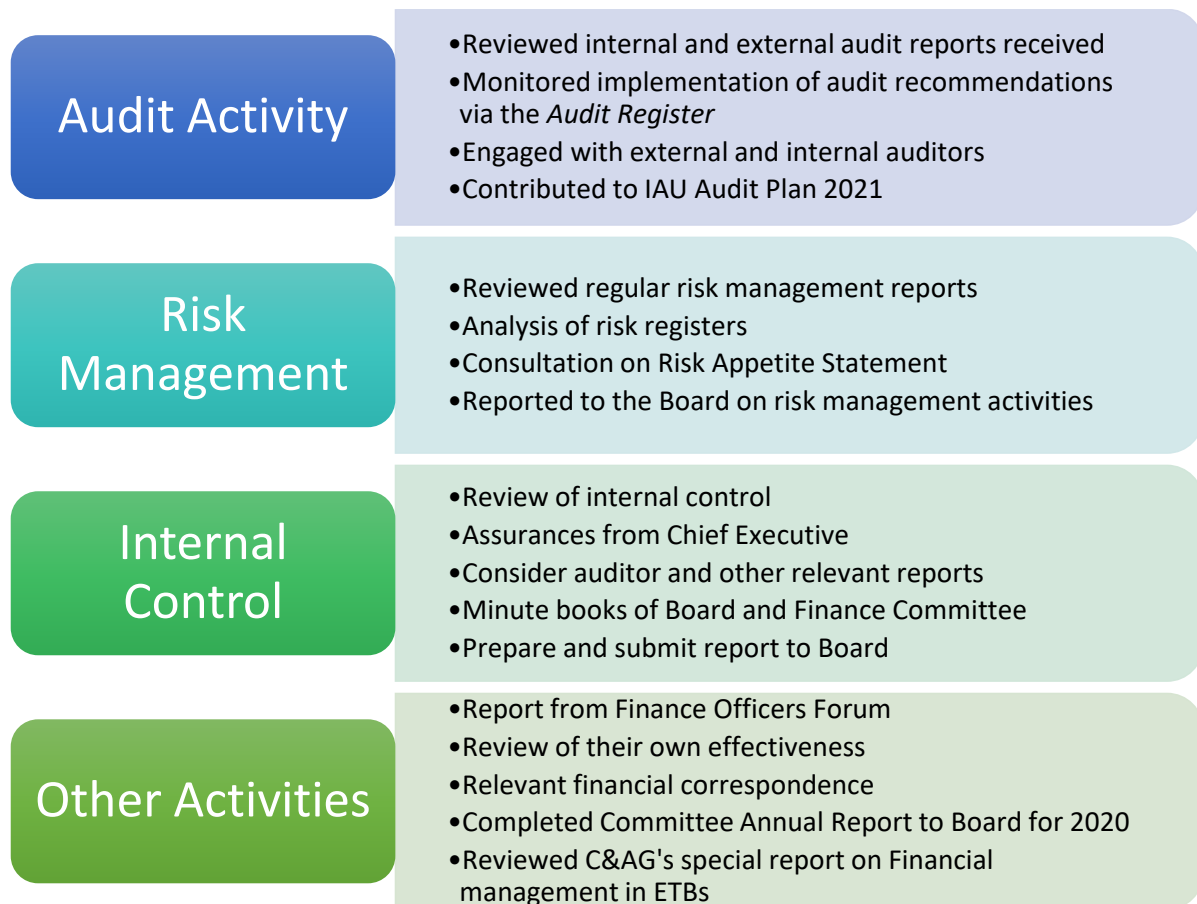 Audit Activity
•Reviewed internal and external audit reports received
•Monitored implementation of audit recommendations
via the Audit Register
•Engaged with external and internal auditors
•Contributed to IAU Audit Plan 2021
Risk
Management
•Reviewed regular risk management reports
•Analysis of risk registers
•Consultation on Risk Appetite Statement
•Reported to the Board on risk management activities
Internal
Control
•Review of internal control
•Assurances from Chief Executive
•Consider auditor and other relevant reports
•Minute books of Board and Finance Committee
•Prepare and submit report to Board
Other Activities
•Report from Finance Officers Forum
•Review of their own effectiveness
•Relevant financial correspondence
•Completed Committee Annual Report to Board for 2020
•Reviewed C&AG's special report on Financial
management in ETBs